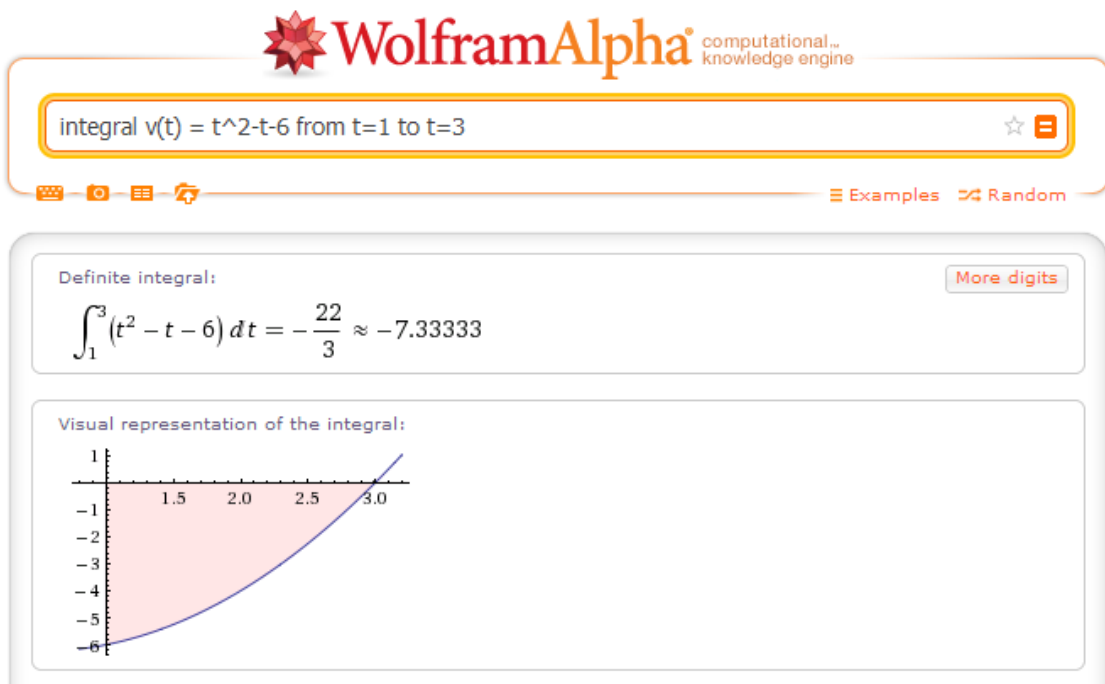 WolframAlpha® computational... knowledge engine
integral v(t) = t^2-t-6 from t=1 to t=3
Examples Random
Definite integral:
More digits
∫₁³ (t² − t − 6) dt = − 22/3 ≈ −7.33333
Visual representation of the integral:
1
1.5 2.0 2.5 3.0
−1
−2
−3
−4
−5
−6